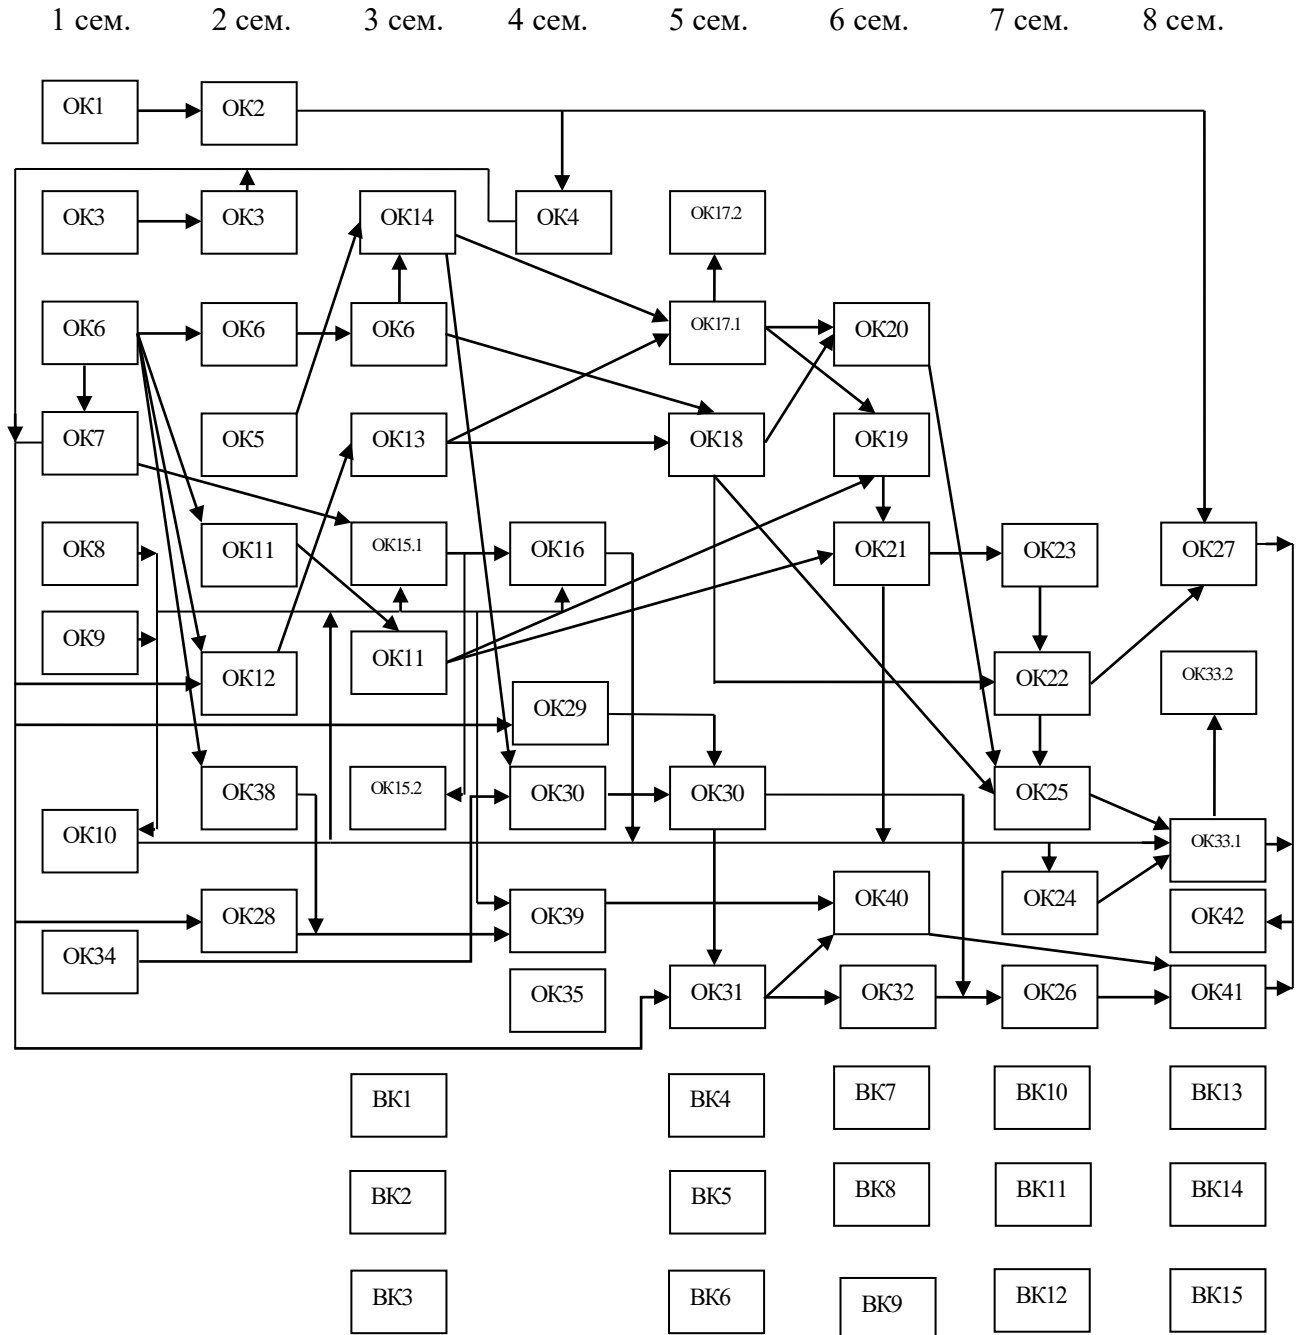 1 сем. 2 сем. 3 сем. 4 сем. 5 сем. 6 сем. 7 сем. 8 сем.
ОК1 ОК2
ОК3 ОК3 ОК14 ОК4 ОК17.2
ОК6 ОК6 ОК6 ОК17.1 ОК20
ОК7 ОК5 ОК13 ОК18 ОК19
ОК8 ОК11 ОК15.1 ОК16 ОК21 ОК23 ОК27
ОК9 ОК12 ОК11 ОК22 ОК33.2
ОК29
ОК10 ОК38 ОК15.2 ОК30 ОК30 ОК25 ОК33.1
ОК28 ОК39 ОК40 ОК24 ОК42
ОК34 ОК35 ОК31 ОК32 ОК26 ОК41
ВК1 ВК4 ВК7 ВК10 ВК13
ВК2 ВК5 ВК8 ВК11 ВК14
ВК3 ВК6 ВК9 ВК12 ВК15